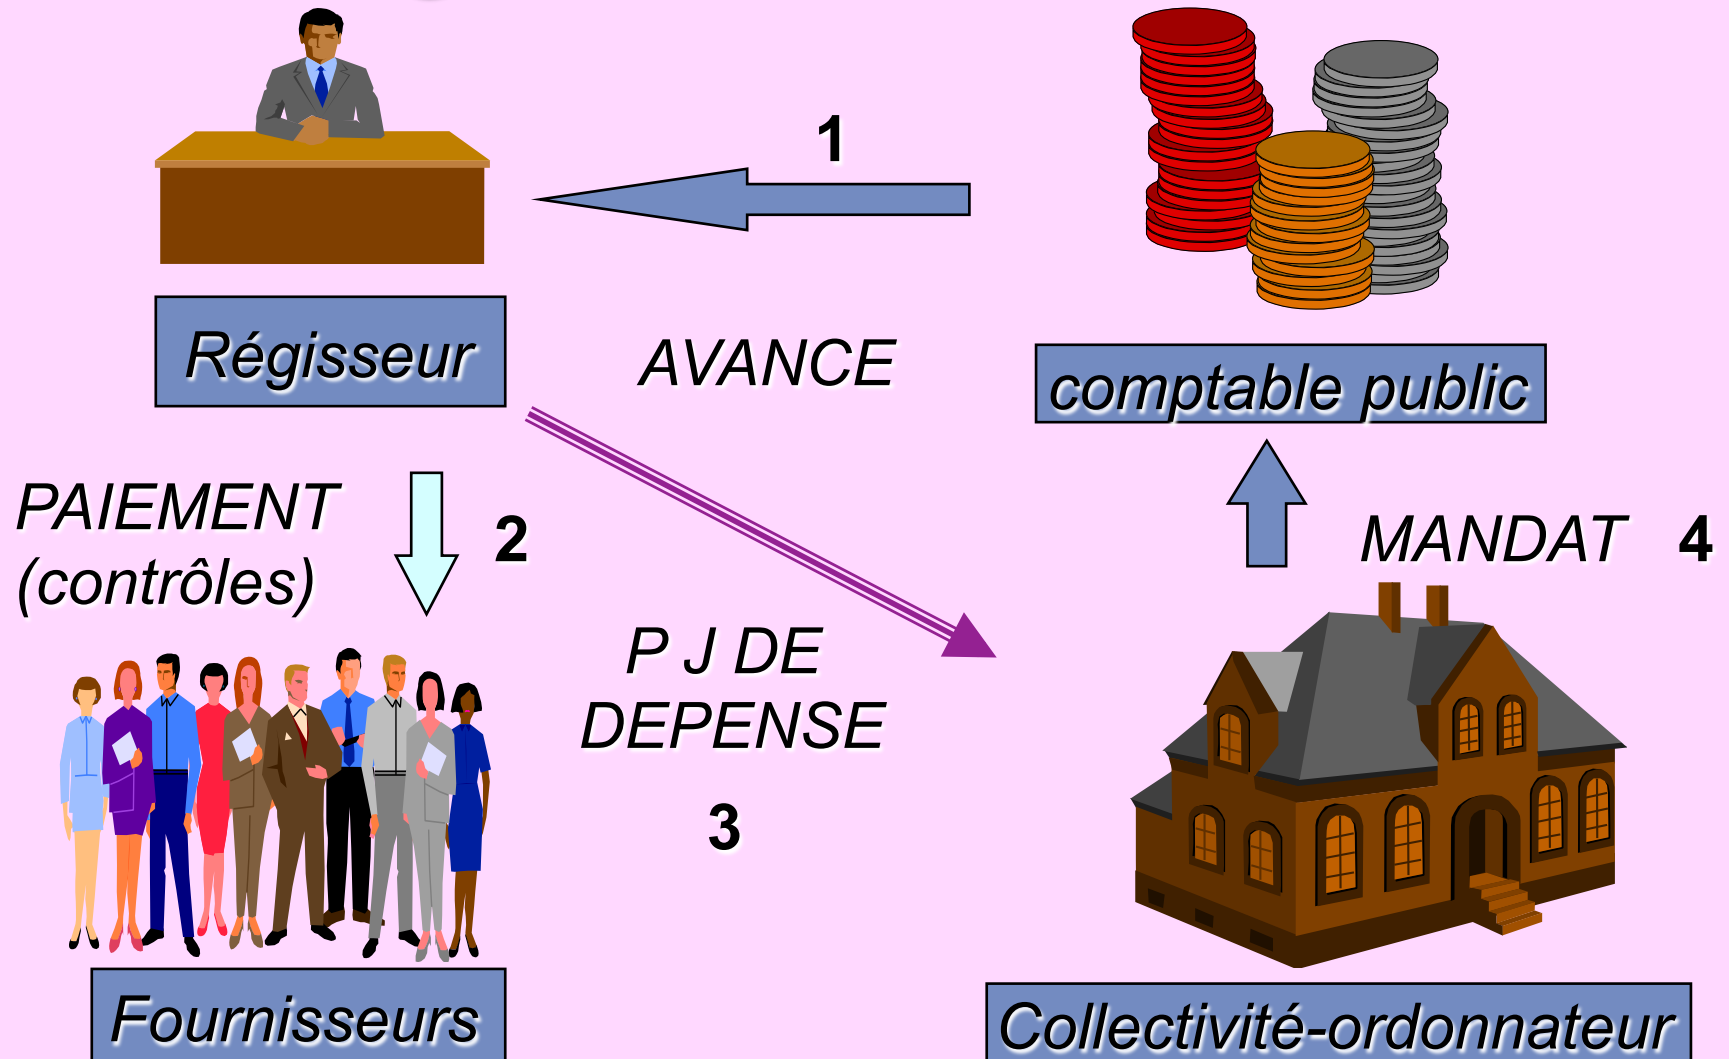 1
Régisseur
AVANCE
comptable public
PAIEMENT
(contrôles)
2
MANDAT 4
P J DE
DEPENSE
3
Fournisseurs
Collectivité-ordonnateur